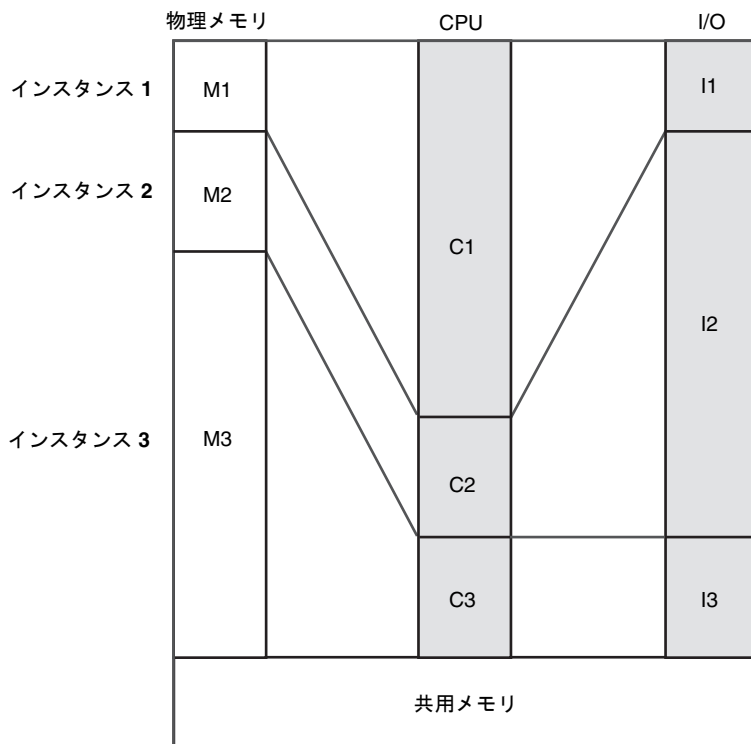 物理メモリ CPU I/O
インスタンス 1 M1 I1
インスタンス 2 M2
C1
I2
インスタンス 3 M3
C2
C3 I3
共用メモリ